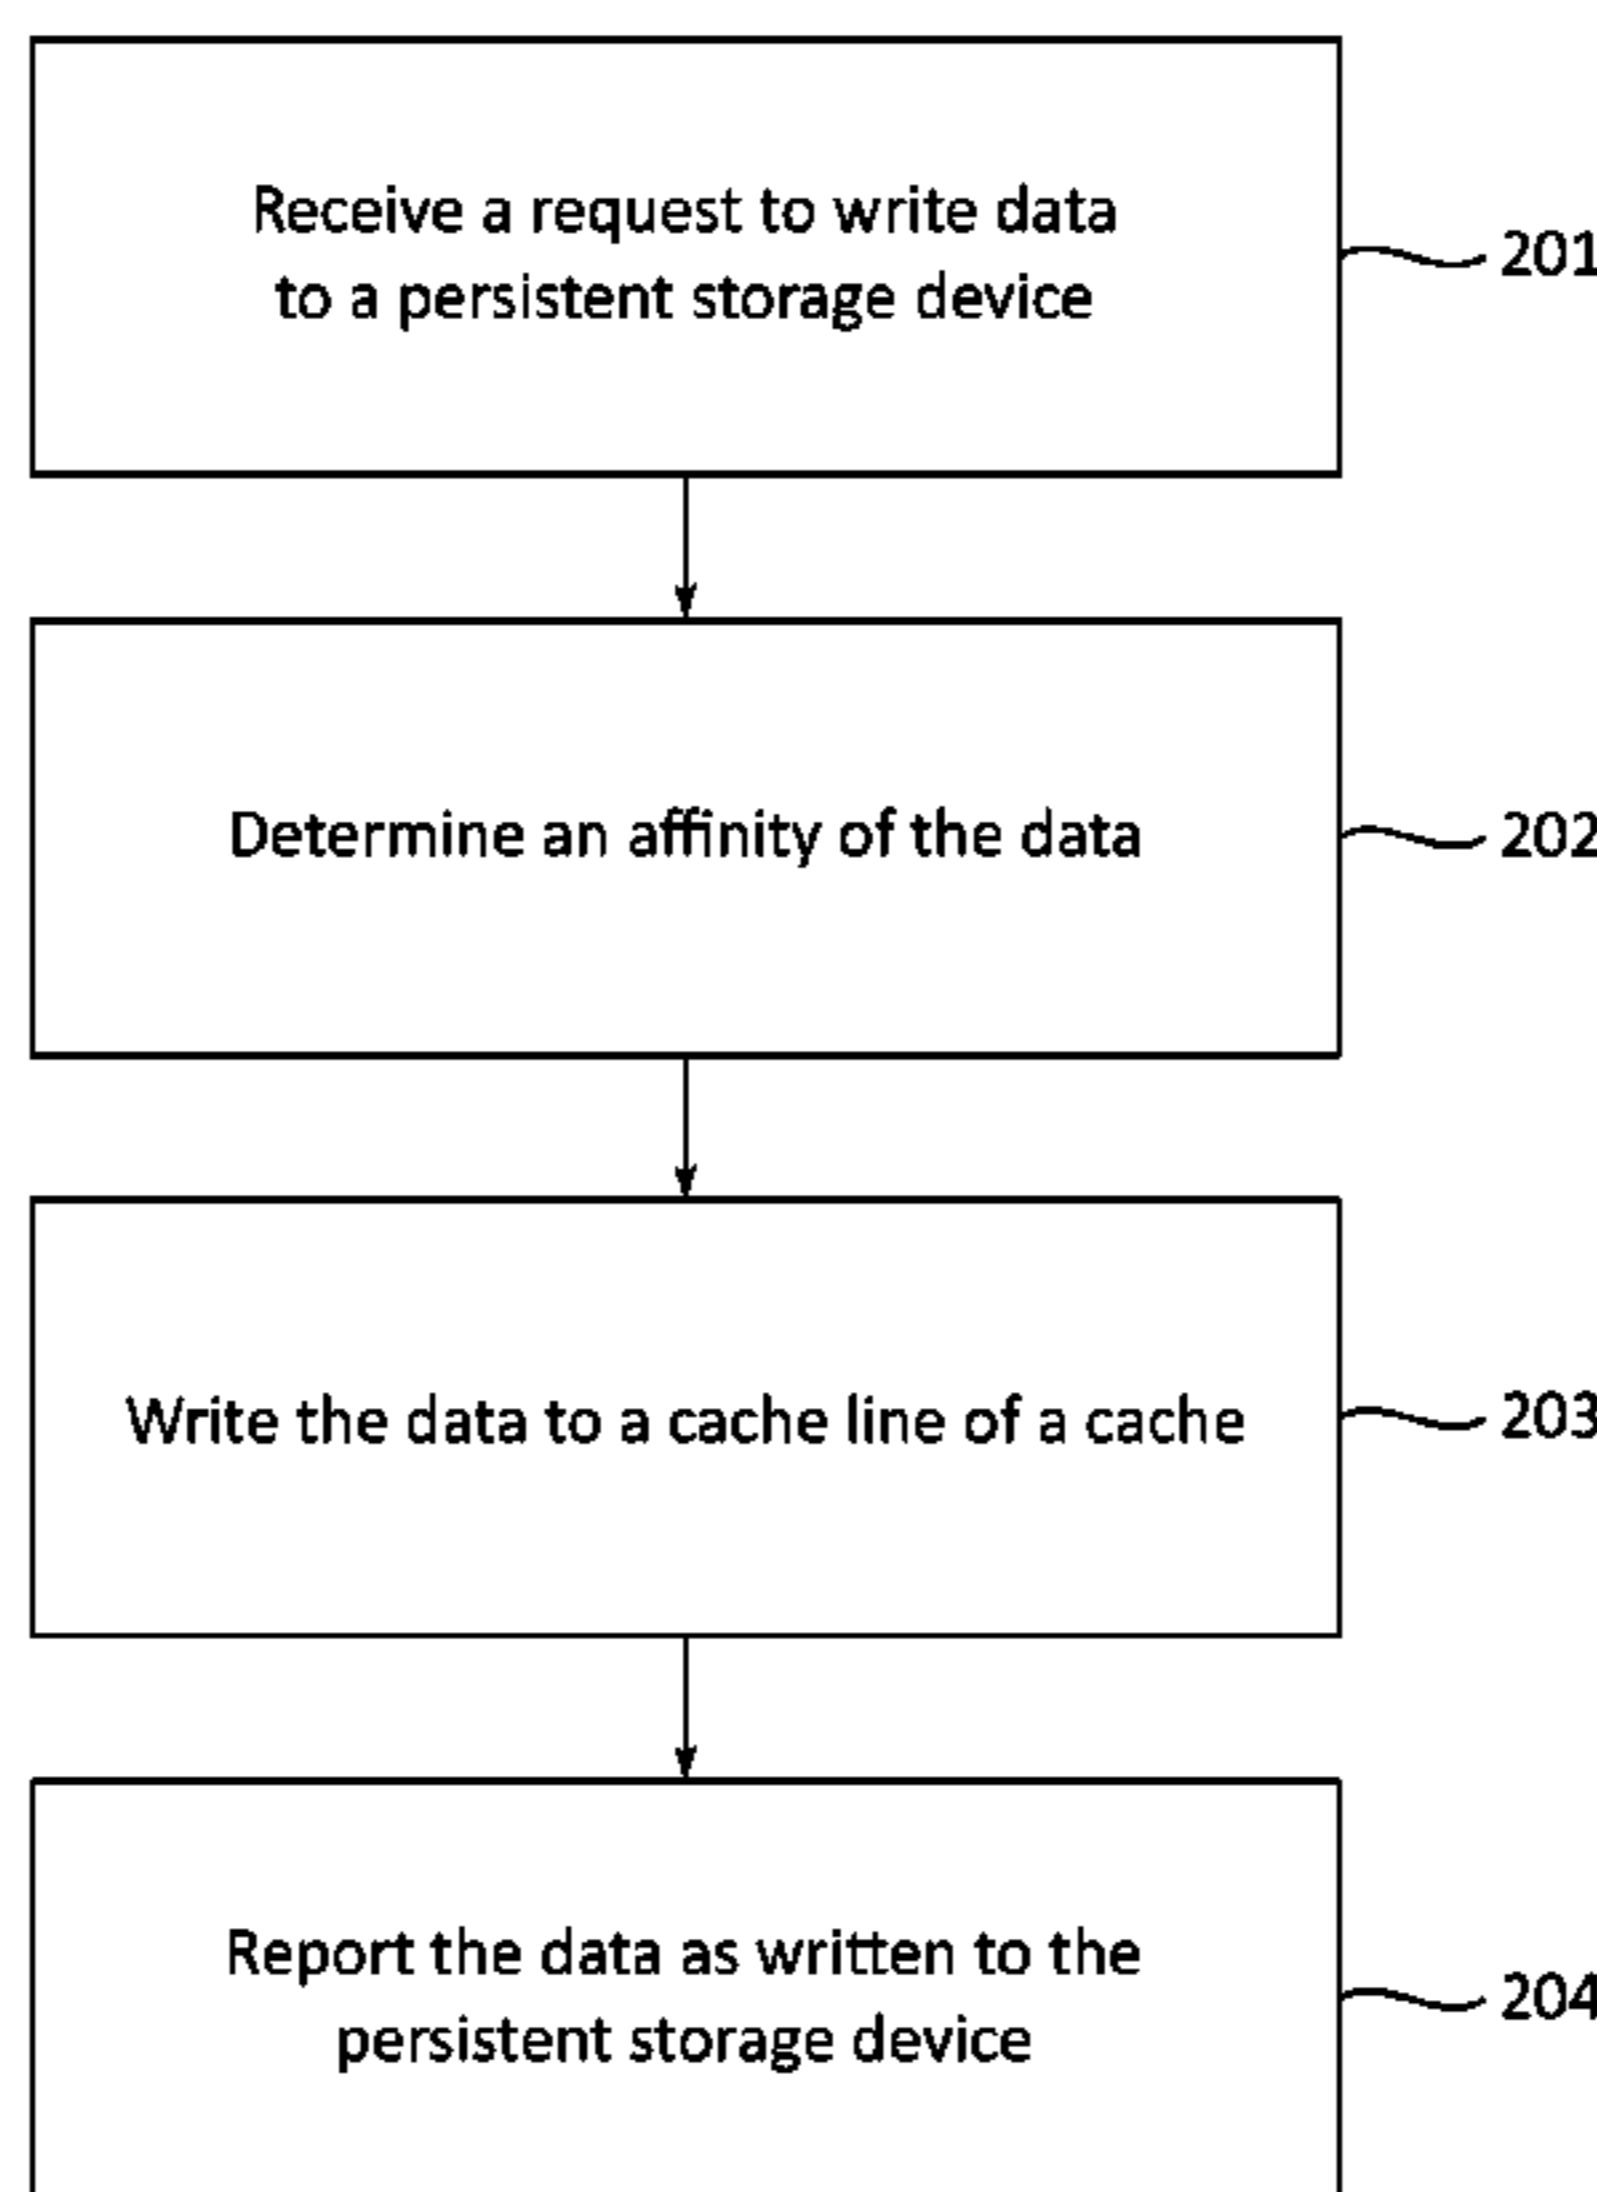 Receive a request to write data
to a persistent storage device
201
Determine an affinity of the data
202
Write the data to a cache line of a cache
203
Report the data as written to the
persistent storage device
204